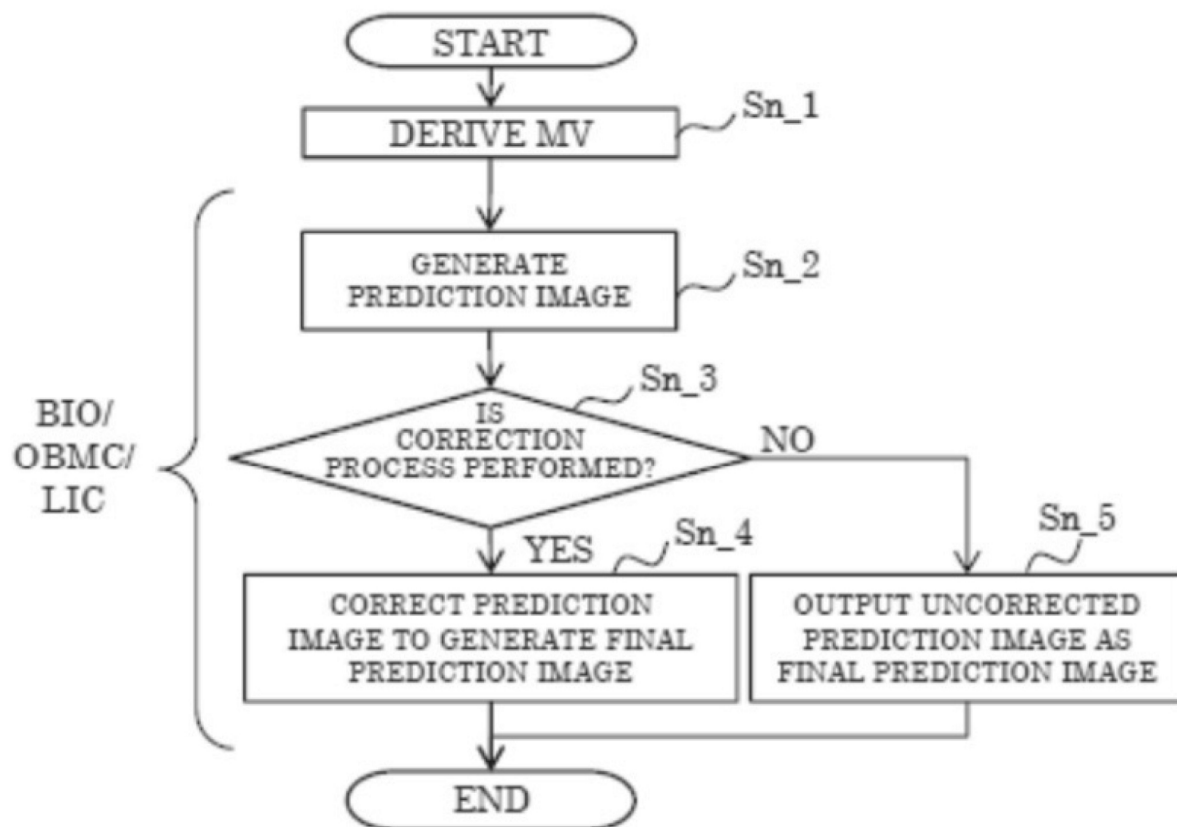 START
Sn_1
DERIVE MV
GENERATE
PREDICTION IMAGE
Sn_2
Sn_3
IS
CORRECTION
PROCESS PERFORMED?
NO
BIO/
OBMC/
LIC
YES
Sn_4
Sn_5
CORRECT PREDICTION
IMAGE TO GENERATE FINAL
PREDICTION IMAGE
OUTPUT UNCORRECTED
PREDICTION IMAGE AS
FINAL PREDICTION IMAGE
END